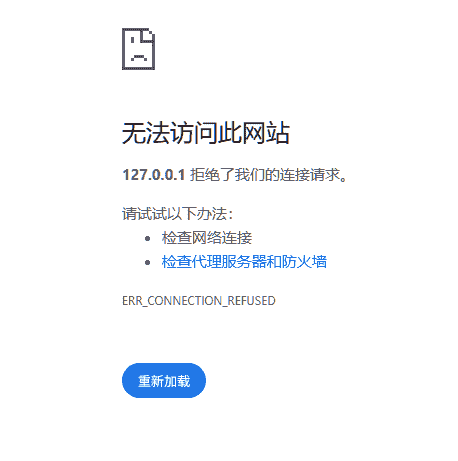 无法访问此网站
127.0.0.1 拒绝了我们的连接请求。
请试试以下办法：
• 检查网络连接
• 检查代理服务器和防火墙
ERR_CONNECTION_REFUSED
重新加载